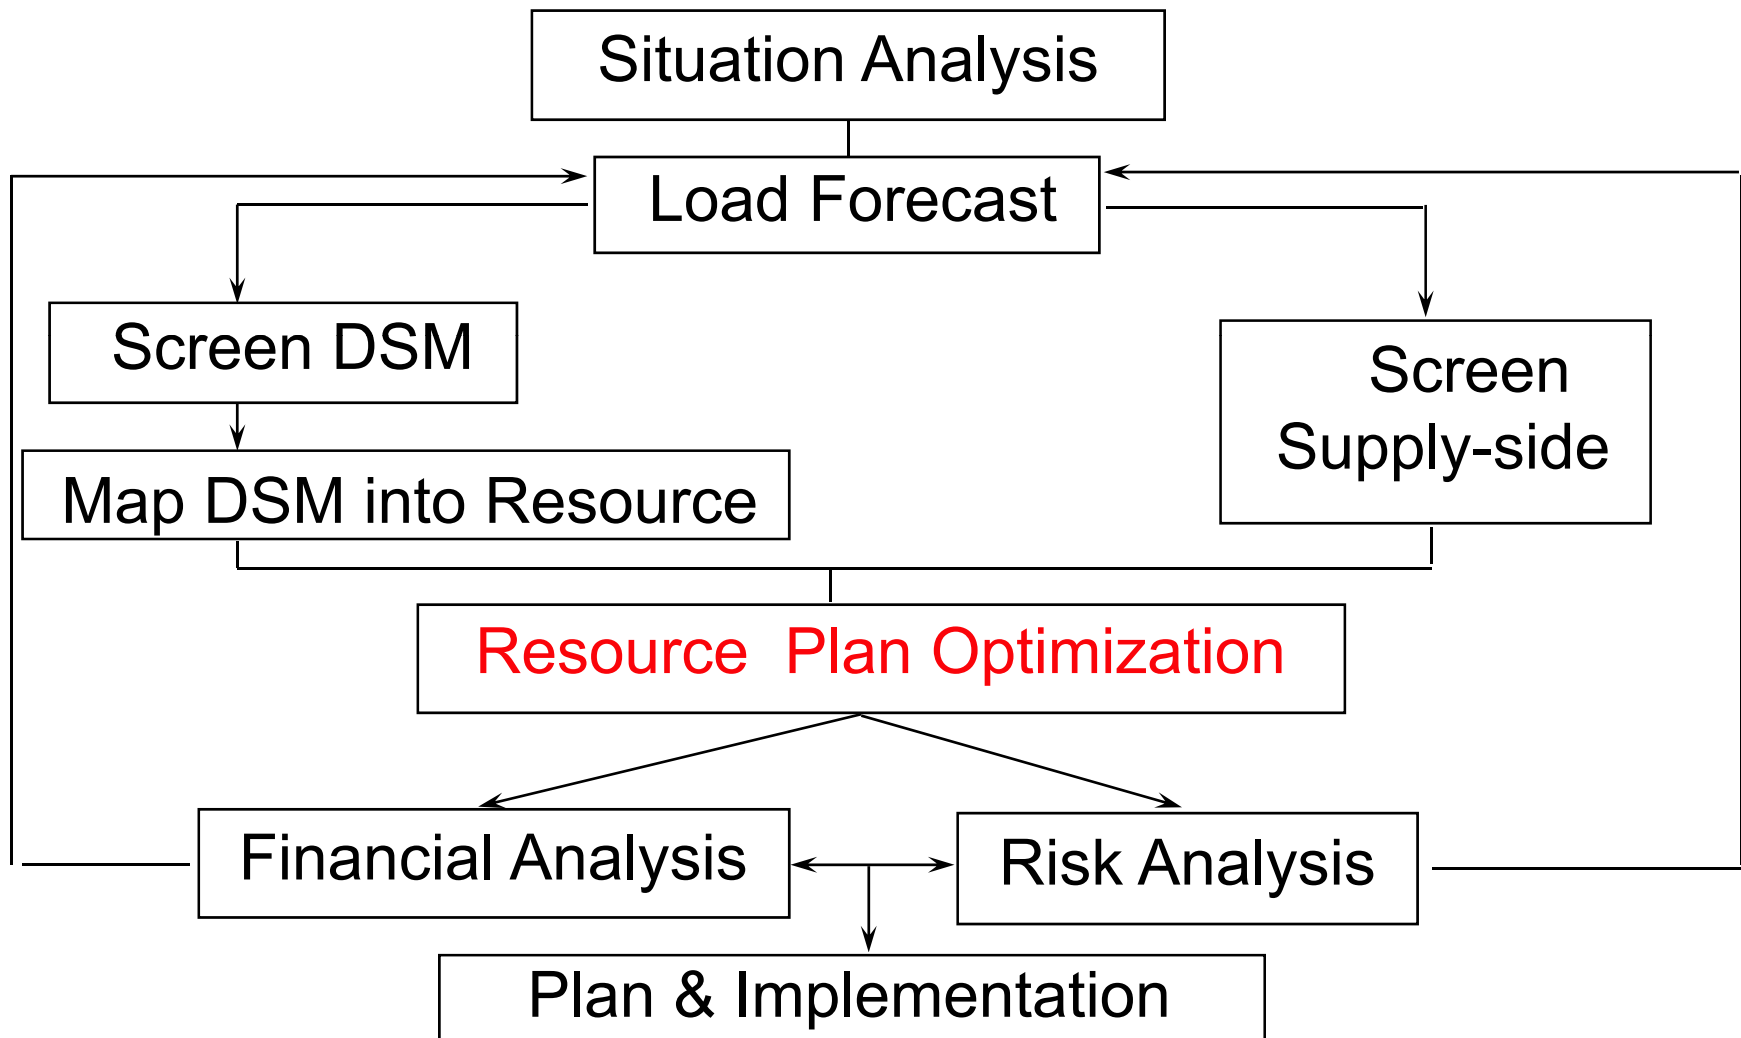 Situation Analysis
Load Forecast
Screen DSM
Screen
Supply-side
Map DSM into Resource
Resource  Plan Optimization
Financial Analysis
Risk Analysis
Plan & Implementation